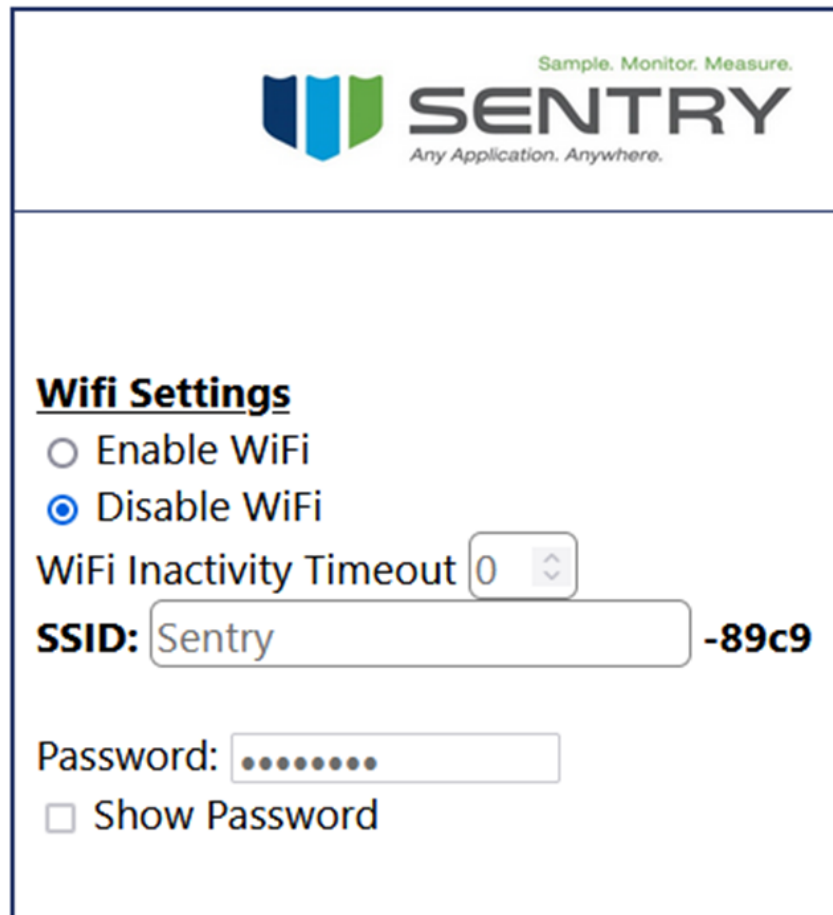 Sample. Monitor. Measure.
SENTRY
Any Application. Anywhere.
Wifi Settings
Enable WiFi
Disable WiFi
WiFi Inactivity Timeout 0
SSID: Sentry -89c9
Password: ••••••••
Show Password